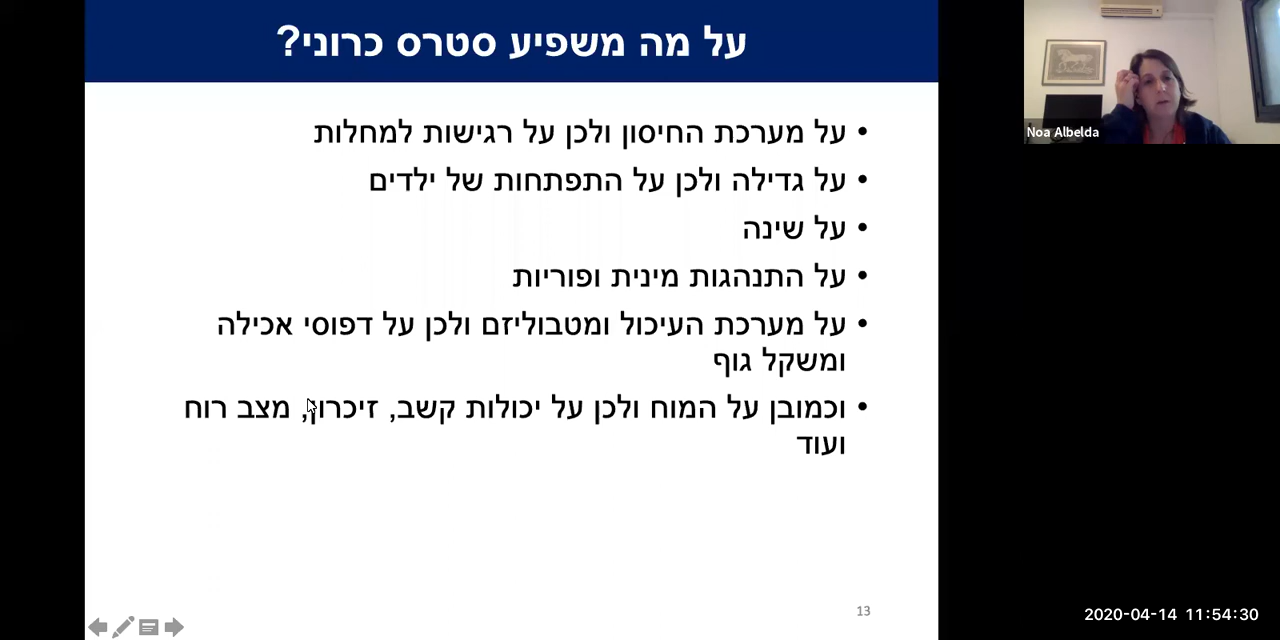 על מה משפיע סטרס כרוני?
• על מערכת החיסון ולכן על רגישות למחלות
• על גדילה ולכן על התפתחות של ילדים
• על שינה
• על התנהגות מינית ופוריות
• על מערכת העיכול ומטבוליזם ולכן על דפוסי אכילה
ומשקל גוף
• וכמובן על המוח ולכן על יכולות קשב, זיכרון, מצב רוח
ועוד
13
Noa Albelda
2020-04-14 11:54:30